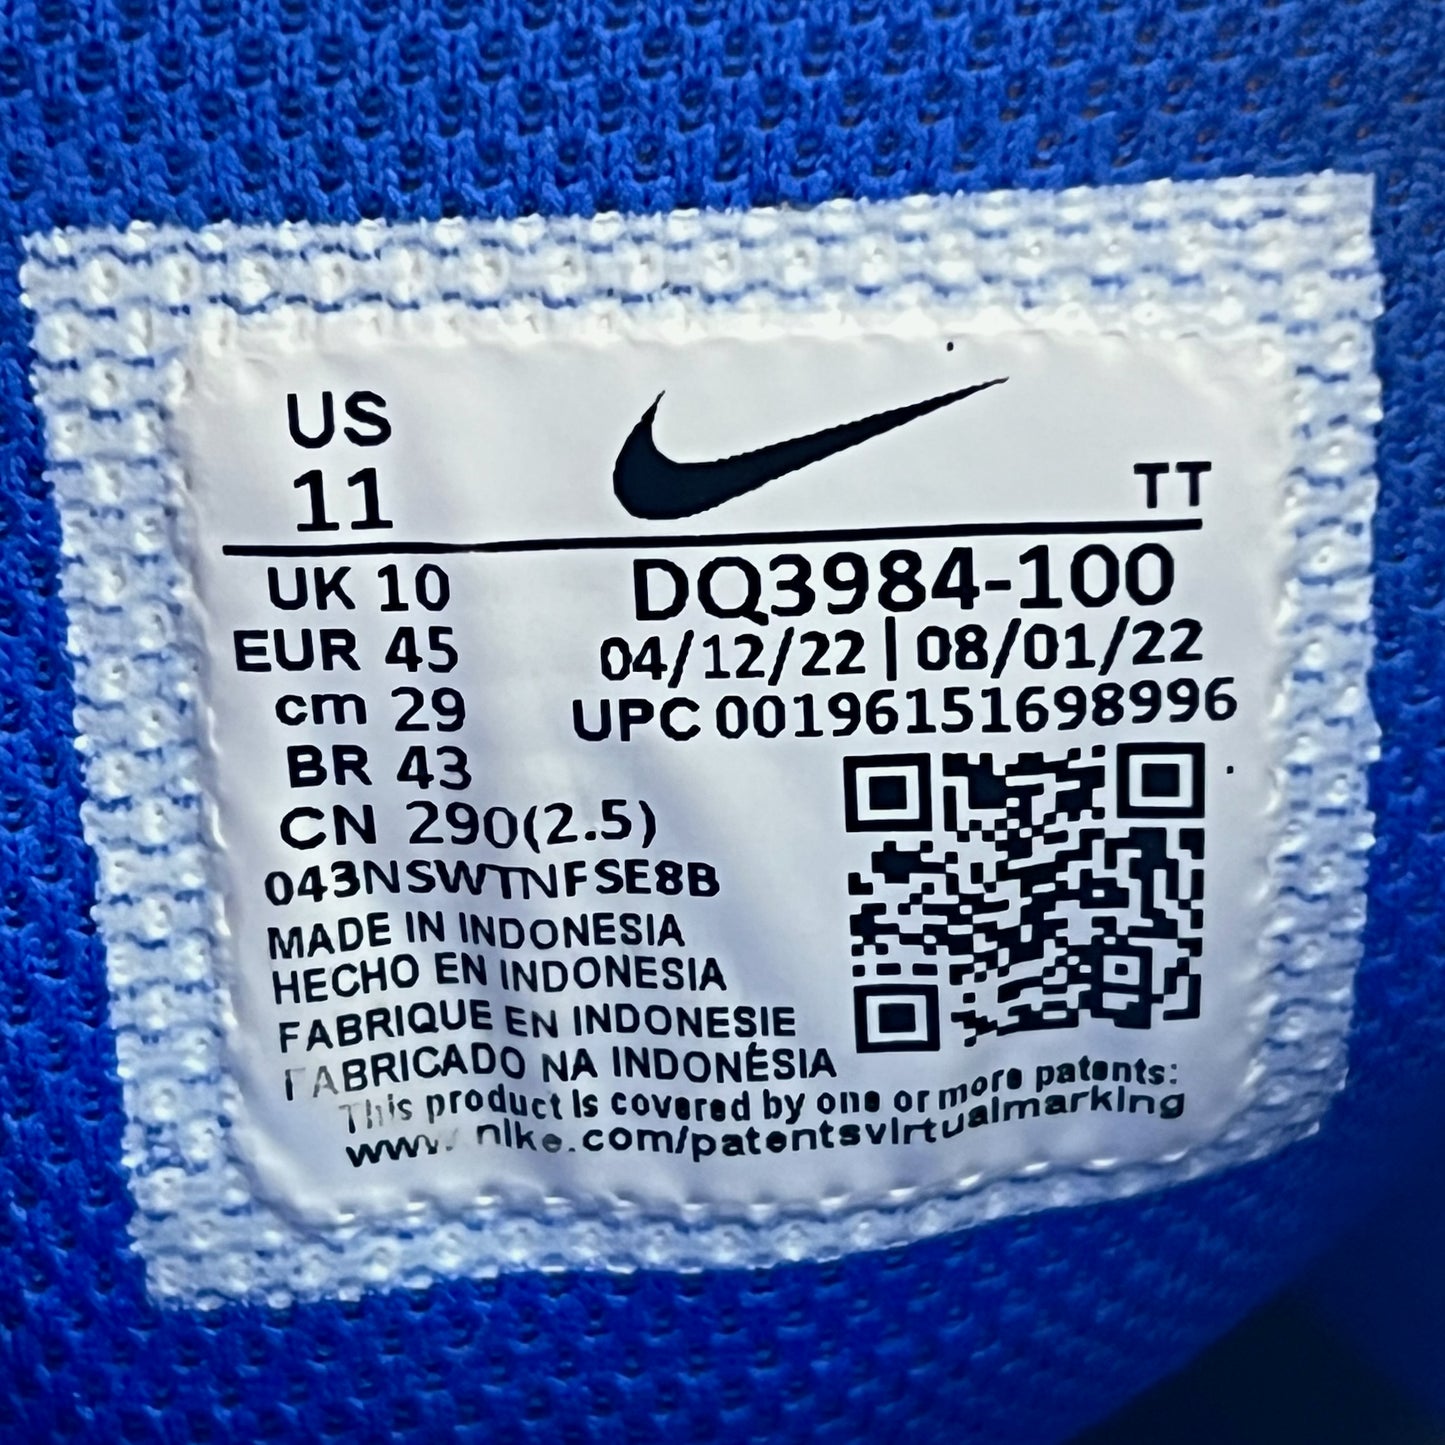 US
11
TT
UK 10
EUR 45
cm 29
BR 43
CN 290(2.5)
DQ3984-100
04/12/22 | 08/01/22
UPC 00196151698996
043NSWTNFSE8B
MADE IN INDONESIA
HECHO EN INDONESIA
FABRIQUE EN INDONESIE
FABRICADO NA INDONÉSIA
This product is covered by one or more patents:
www.nike.com/patentsvirtualmarking